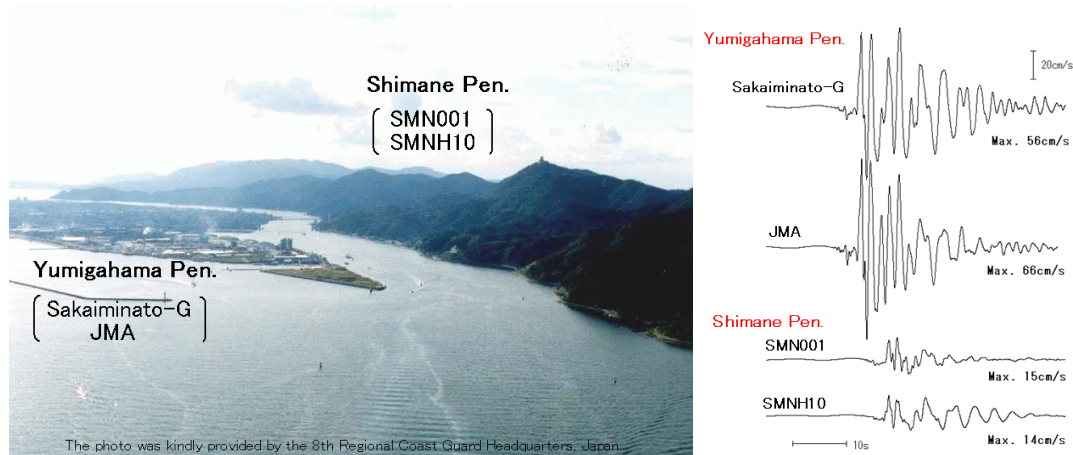 Shimane Pen.
SMN001
SMNH10
Yumigahama Pen.
Sakaiminato-G
JMA
The photo was kindly provided by the 8th Regional Coast Guard Headquarters, Japan.
Yumigahama Pen.
20cm/s
Sakaiminato-G
Max. 56cm/s
JMA
Max. 66cm/s
Shimane Pen.
SMN001
Max. 15cm/s
SMNH10
Max. 14cm/s
10s